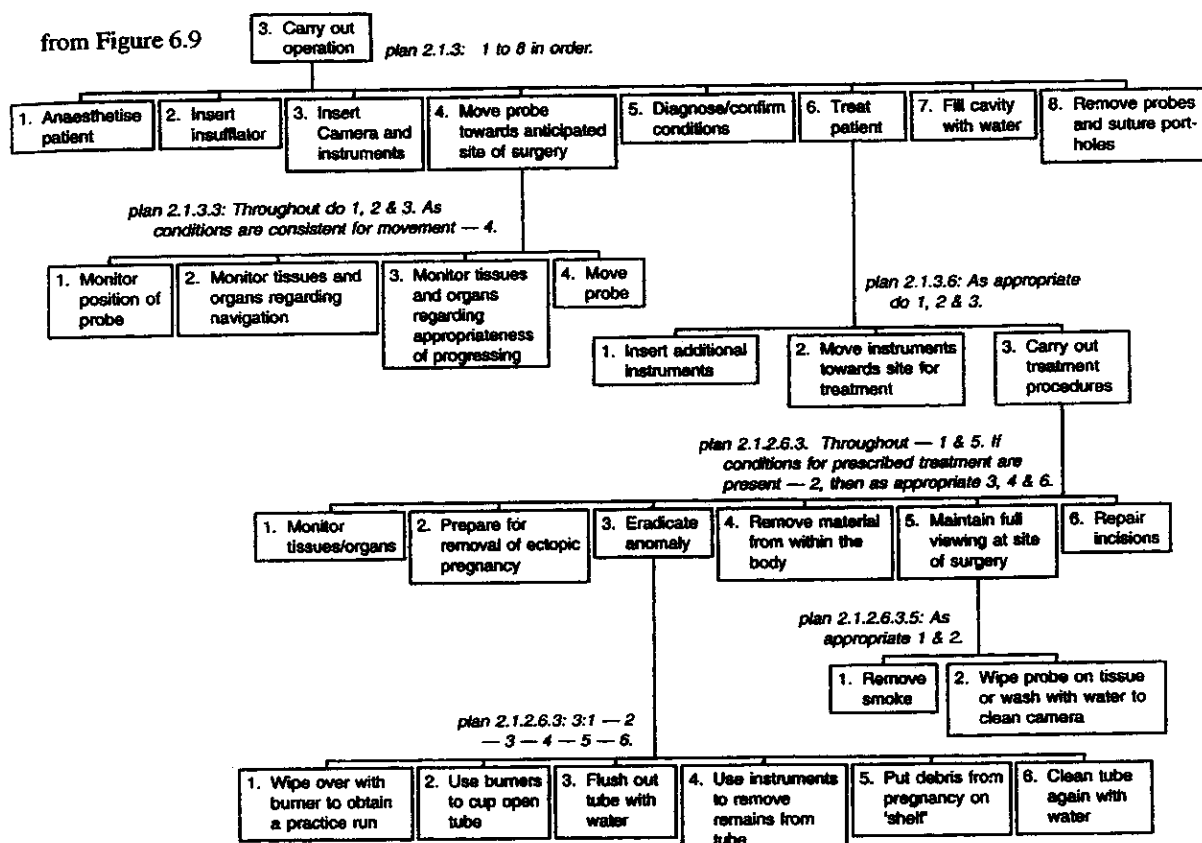 from Figure 6.9
3. Carry out
operation
plan 2.1.3: 1 to 8 in order.
1. Anaesthetise
patient
2. Insert
insufflator
3. Insert
Camera and
instruments
4. Move probe
towards anticipated
site of surgery
5. Diagnose/confirm
conditions
6. Treat
patient
7. Fill cavity
with water
8. Remove probes
and suture port-
holes
plan 2.1.3.3: Throughout do 1, 2 & 3. As
conditions are consistent for movement — 4.
1. Monitor
position of
probe
2. Monitor tissues and
organs regarding
navigation
3. Monitor tissues
and organs
regarding
appropriateness
of progressing
4. Move
probe
plan 2.1.3.6: As appropriate
do 1, 2 & 3.
1. Insert additional
instruments
2. Move instruments
towards site for
treatment
3. Carry out
treatment
procedures
plan 2.1.2.6.3. Throughout — 1 & 5. If
conditions for prescribed treatment are
present — 2, then as appropriate 3, 4 & 6.
1. Monitor
tissues/organs
2. Prepare for
removal of ectopic
pregnancy
3. Eradicate
anomaly
4. Remove material
from within the
body
5. Maintain full
viewing at site
of surgery
6. Repair
incisions
plan 2.1.2.6.3.5: As
appropriate 1 & 2.
1. Remove
smoke
2. Wipe probe on tissue
or wash with water to
clean camera
plan 2.1.2.6.3: 3:1 — 2
— 3 — 4 — 5 — 6.
1. Wipe over with
burner to obtain
a practice run
2. Use burners
to cup open
tube
3. Flush out
tube with
water
4. Use instruments
to remove
remains from
tube
5. Put debris from
pregnancy on
'shelf'
6. Clean tube
again with
water